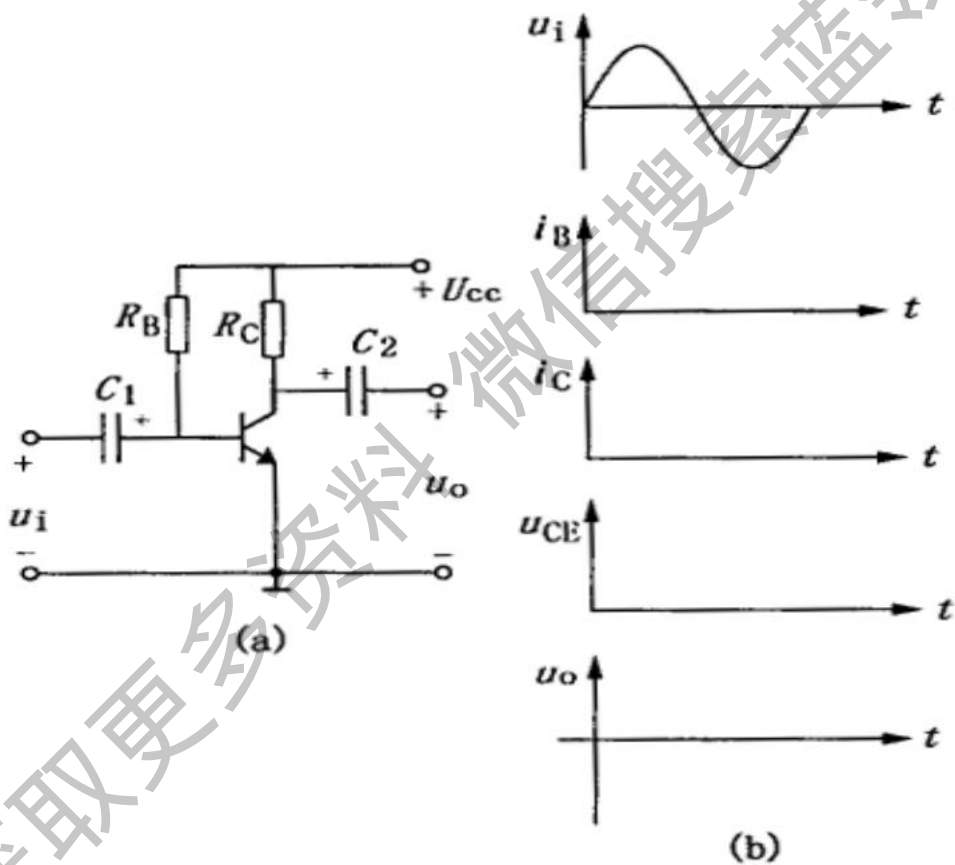 u_i
t
i_B
t
+ U_CC
R_B
R_C
C_2
+
+
i_C
t
C_1
+
+
u_o
u_i
u_CE
t
-
-
(a)
u_o
t
(b)
取更多资料 微信搜索蓝